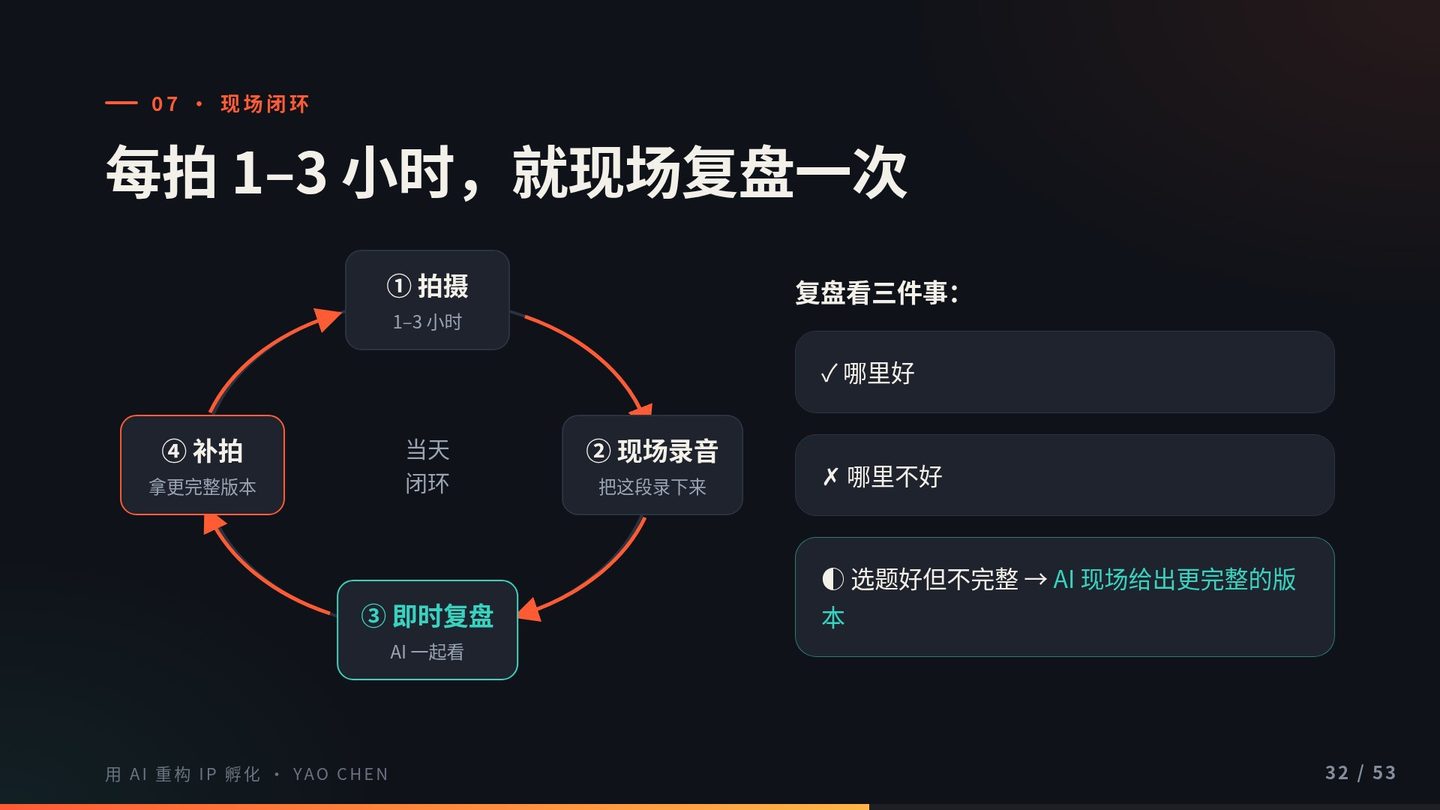 07 · 现场闭环
每拍 1–3 小时，就现场复盘一次
① 拍摄
1–3 小时
② 现场录音
把这段录下来
③ 即时复盘
AI 一起看
④ 补拍
拿更完整版本
当天
闭环
复盘看三件事：
✓ 哪里好
✗ 哪里不好
◐ 选题好但不完整 → AI 现场给出更完整的版
本
用 AI 重构 IP 孵化 · YAO CHEN
32 / 53